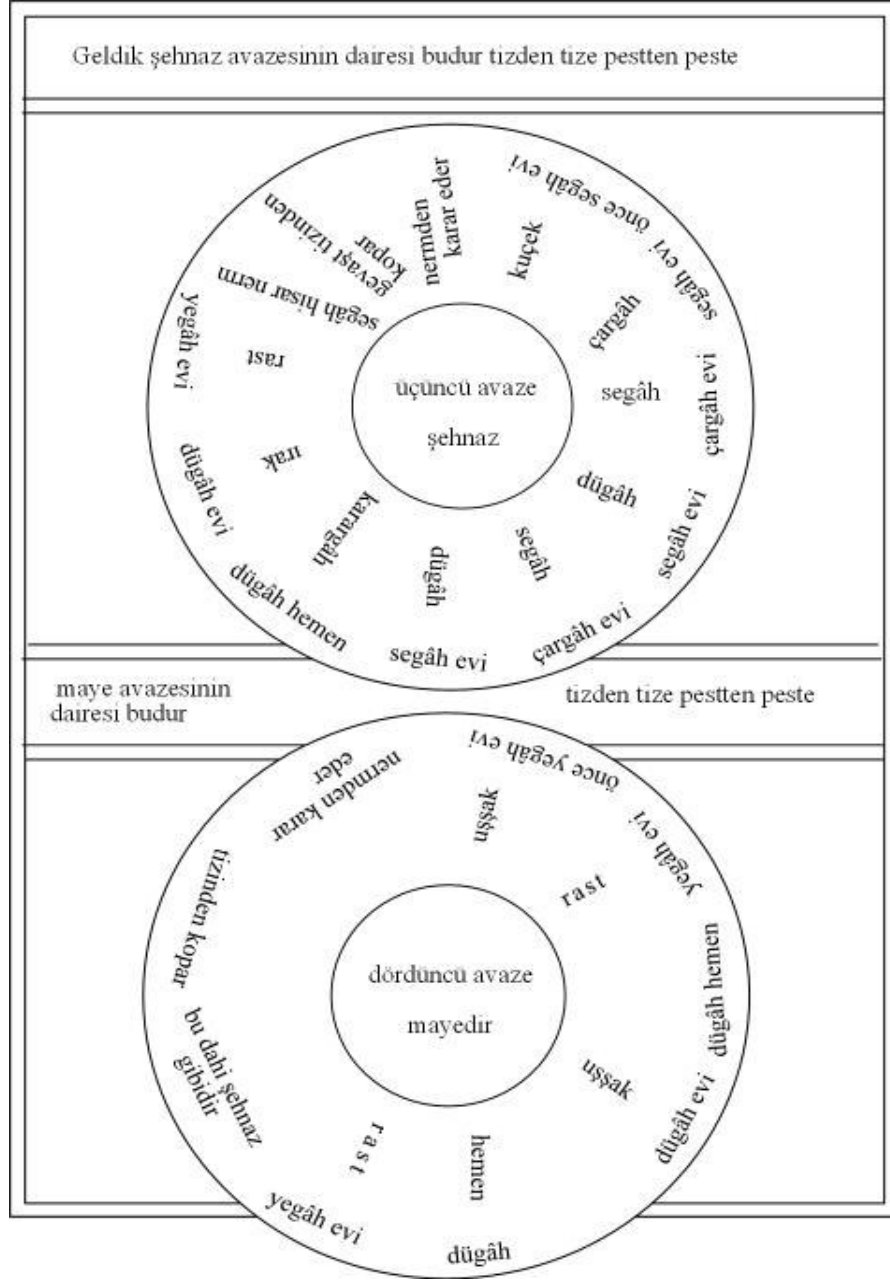 Geldik şehnaz avazesinin dairesi budur tizden tize pestten peste
önce segâh evi
segâh evi
çargâh evi
segâh evi
çargâh evi
segâh evi
dügâh hemen
dügâh evi
yegâh evi
segâh hisar nerm
gevaşt tizinden
kopar
nermden
karar eder
kuçek
çargâh
segâh
dügâh
segâh
dügâh
karargâh
ırak
rast
üçüncü avaze
şehnaz
maye avazesinin
dairesi budur
tizden tize pestten peste
önce yegâh evi
yegâh evi
dügâh hemen
dügâh evi
dügâh
yegâh evi
bu dahi şehnaz
gibidir
tizinden kopar
nermden karar
eder
uşşak
rast
uşşak
hemen
rast
dördüncü avaze
mayedir